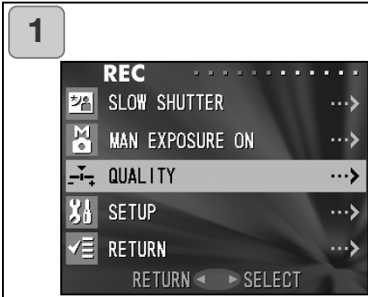 1
REC
SLOW SHUTTER
MAN EXPOSURE ON
QUALITY
SETUP
RETURN
RETURN SELECT